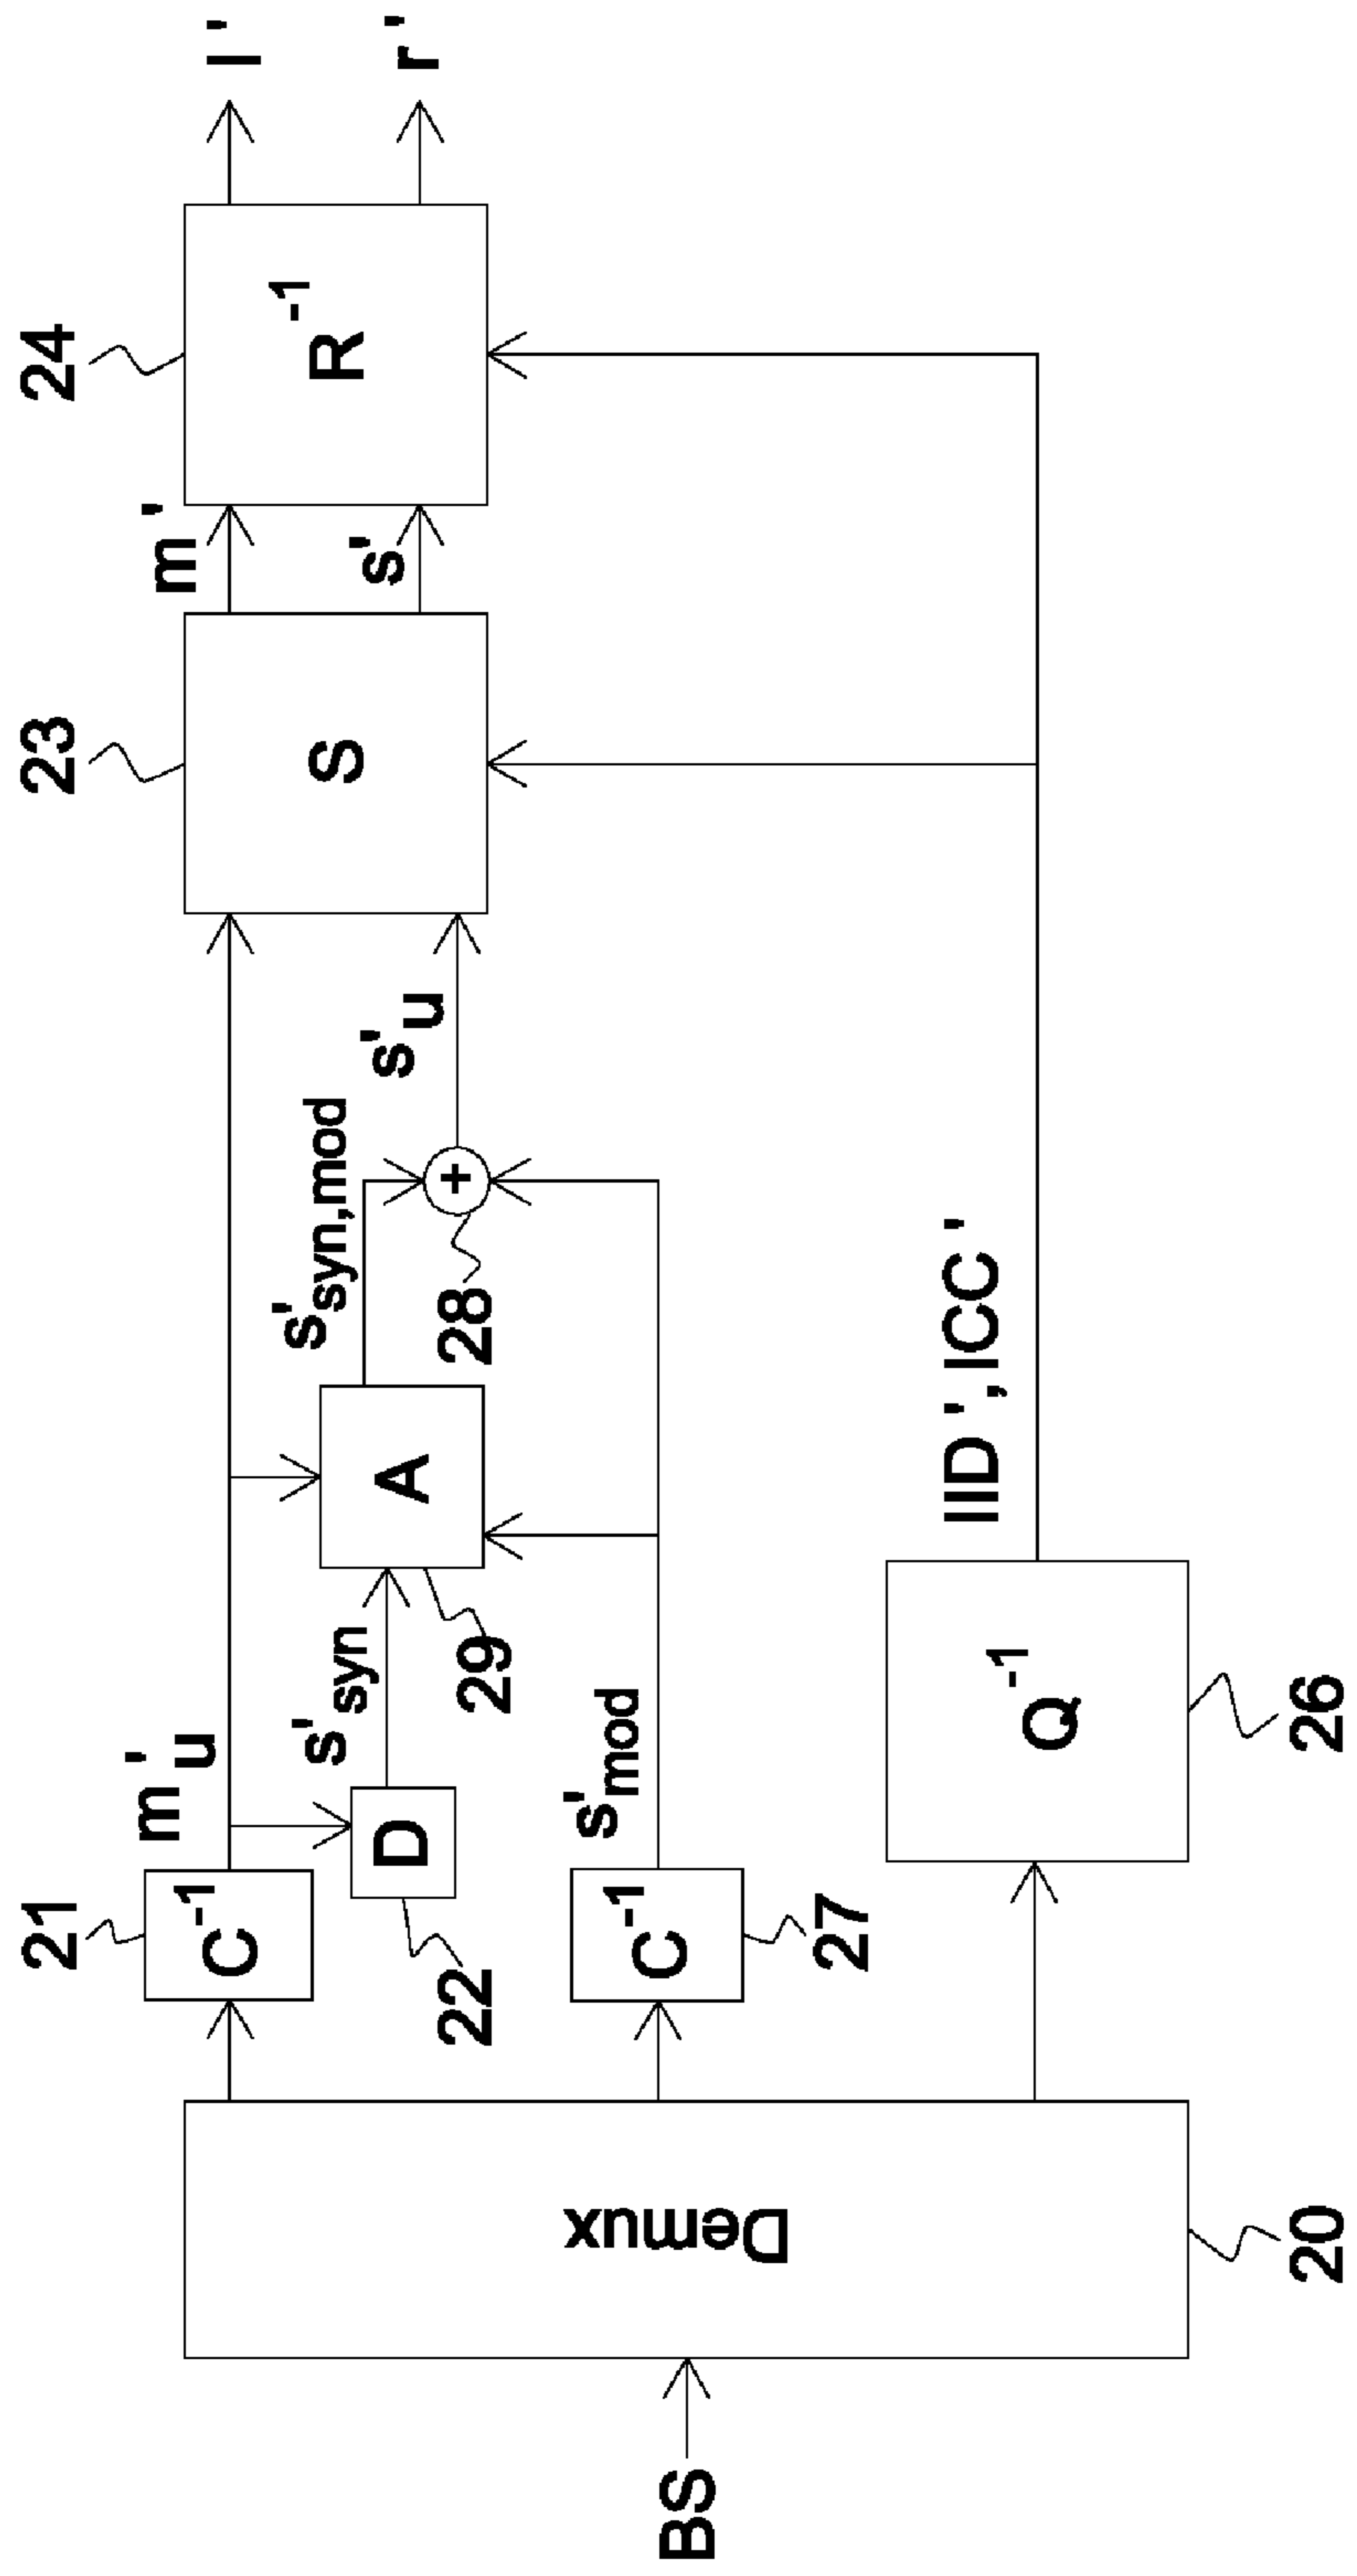 BS
Demux
20
21
C-1
m'u
22
D
s'syn
29
A
s'syn,mod
28
+
s'u
27
C-1
s'mod
26
Q-1
IID ',ICC '
23
S
m'
s'
24
R-1
l'
r'